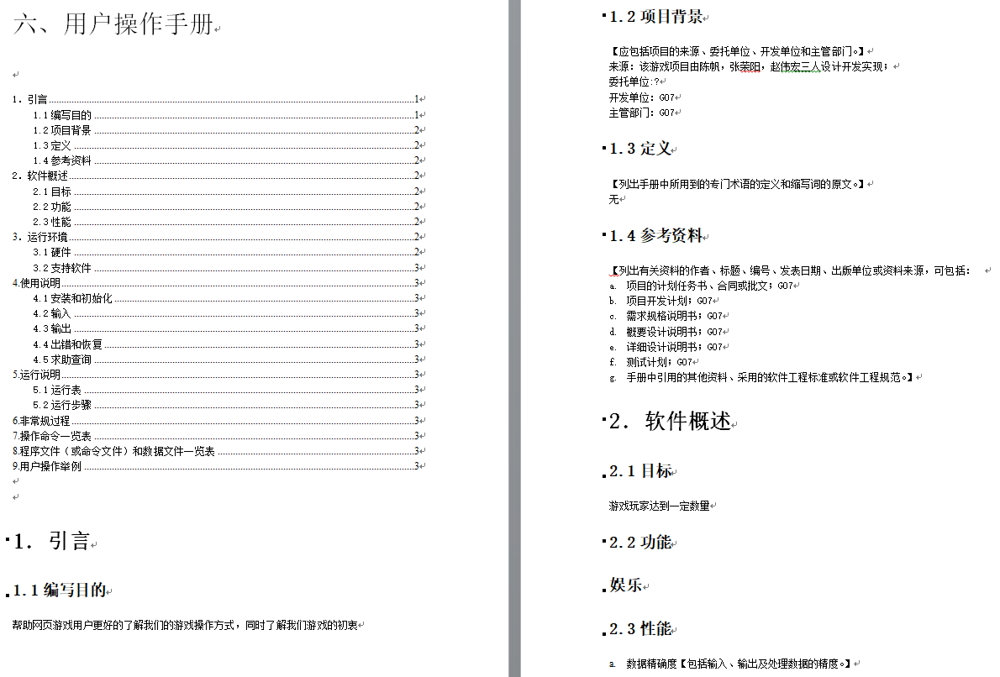 六、用户操作手册
1．引言 1
1.1 编写目的 1
1.2 项目背景 2
1.3 定义 2
1.4 参考资料 2
2．软件概述 2
2.1 目标 2
2.2 功能 2
2.3 性能 2
3．运行环境 2
3.1 硬件 2
3.2 支持软件 3
4.使用说明 3
4.1 安装和初始化 3
4.2 输入 3
4.3 输出 3
4.4 出错和恢复 3
4.5 求助查询 3
5.运行说明 3
5.1 运行表 3
5.2 运行步骤 3
6.非常规过程 3
7.操作命令一览表 3
8.程序文件（或命令文件）和数据文件一览表 3
9.用户操作举例 3
1．引言
1.1 编写目的
帮助网页游戏用户更好的了解我们的游戏操作方式，同时了解我们游戏的初衷
1.2 项目背景
【应包括项目的来源、委托单位、开发单位和主管部门。】
来源：该游戏项目由陈帆，张荣阳，赵伟宏三人设计开发实现；
委托单位:?
开发单位：G07
主管部门：G07
1.3 定义
【列出手册中所用到的专门术语的定义和缩写词的原文。】
无
1.4 参考资料
【列出有关资料的作者、标题、编号、发表日期、出版单位或资料来源，可包括：
a. 项目的计划任务书、合同或批文；G07
b. 项目开发计划；G07
c. 需求规格说明书；G07
d. 概要设计说明书；G07
e. 详细设计说明书；G07
f. 测试计划；G07
g. 手册中引用的其他资料、采用的软件工程标准或软件工程规范。】
2．软件概述
2.1 目标
游戏玩家达到一定数量
2.2 功能
娱乐
2.3 性能
a. 数据精确度【包括输入、输出及处理数据的精度。】